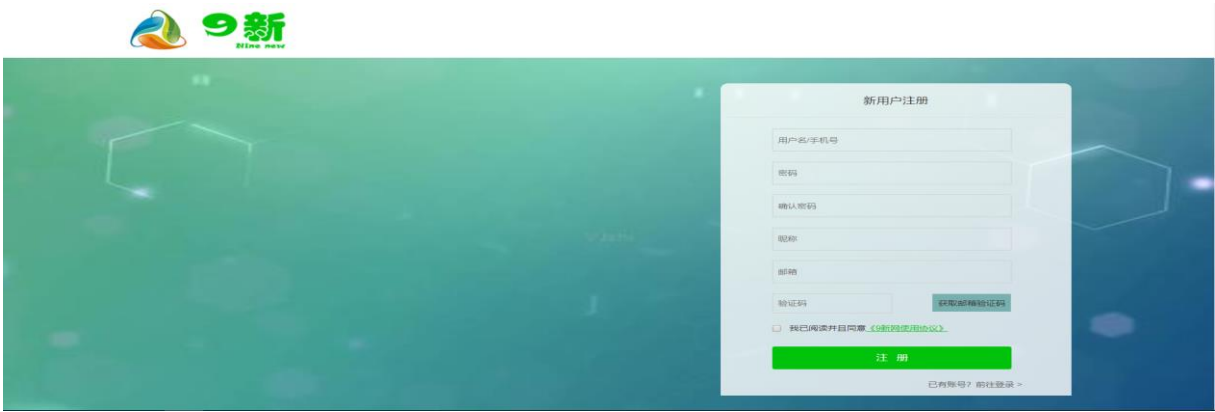 9新
Nine new
新用户注册
用户名/手机号
密码
确认密码
昵称
邮箱
验证码
获取邮箱验证码
我已阅读并且同意《9新网使用协议》
注 册
已有账号? 前往登录 >